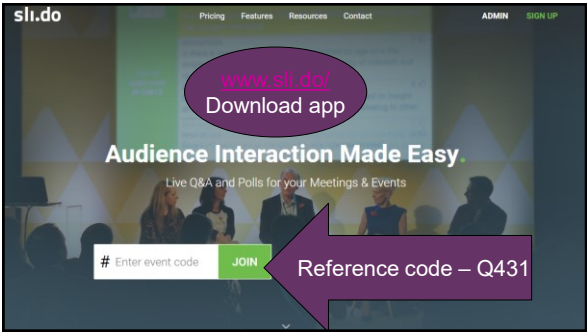 sli.do
Pricing Features Resources Contact
ADMIN SIGN UP
www.sli.do/
Download app
Audience Interaction Made Easy.
Live Q&A and Polls for your Meetings & Events
# Enter event code
JOIN
Reference code – Q431